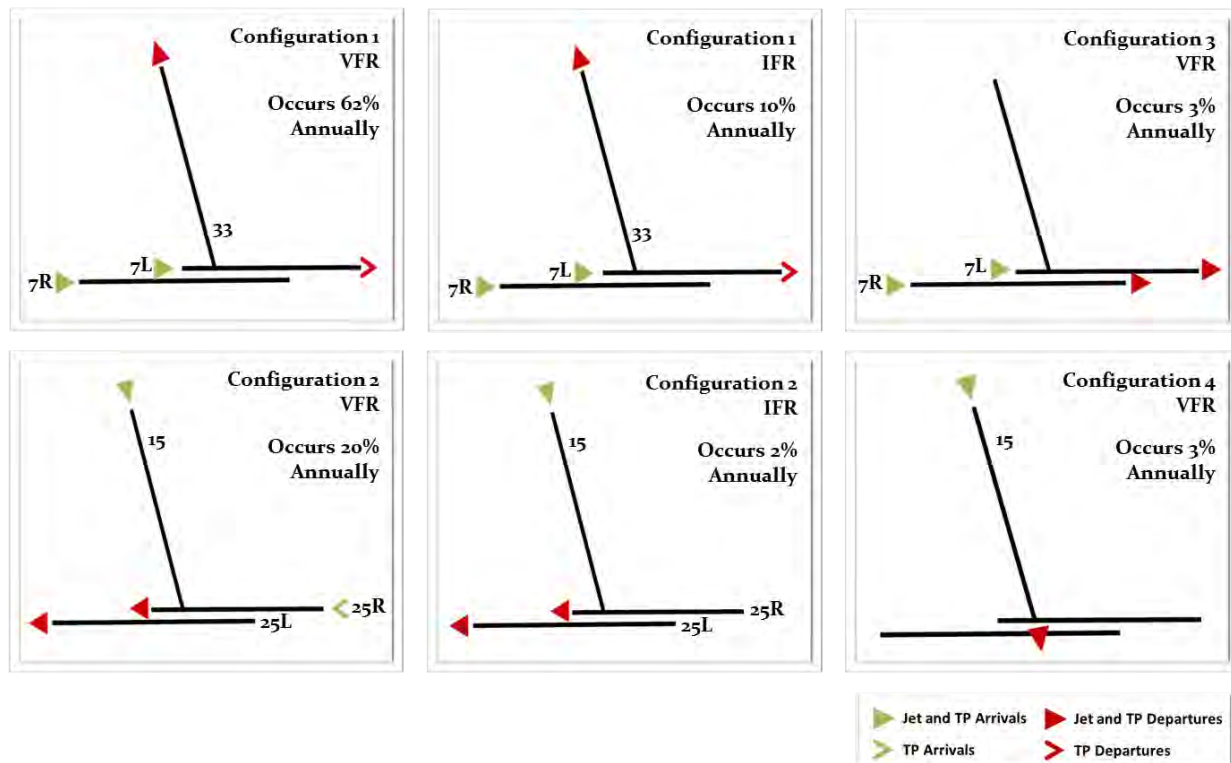 Configuration 1
VFR
Occurs 62%
Annually
33
7L
7R
Configuration 1
IFR
Occurs 10%
Annually
33
7L
7R
Configuration 3
VFR
Occurs 3%
Annually
7L
7R
Configuration 2
VFR
Occurs 20%
Annually
15
25R
25L
Configuration 2
IFR
Occurs 2%
Annually
15
25R
25L
Configuration 4
VFR
Occurs 3%
Annually
15
Jet and TP Arrivals
Jet and TP Departures
TP Arrivals
TP Departures